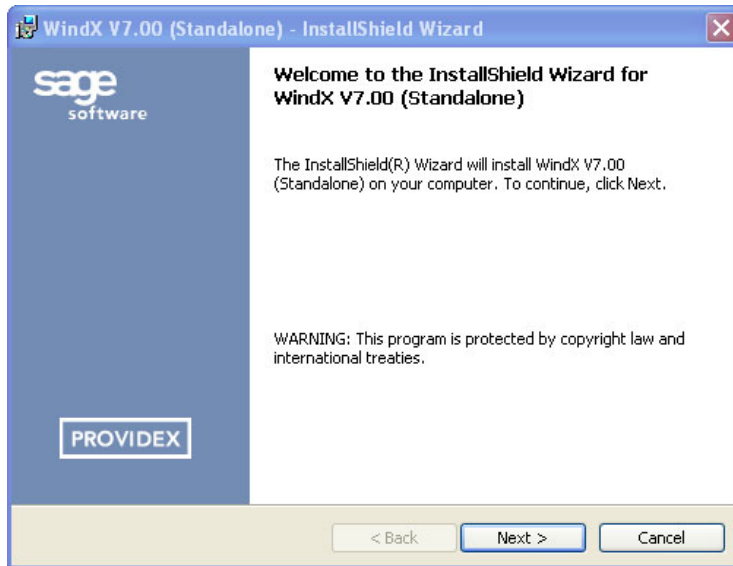 WindX V7.00 (Standalone) - InstallShield Wizard
sage
software
Welcome to the InstallShield Wizard for
WindX V7.00 (Standalone)
The InstallShield(R) Wizard will install WindX V7.00
(Standalone) on your computer. To continue, click Next.
WARNING: This program is protected by copyright law and
international treaties.
PROVIDEX
< Back
Next >
Cancel